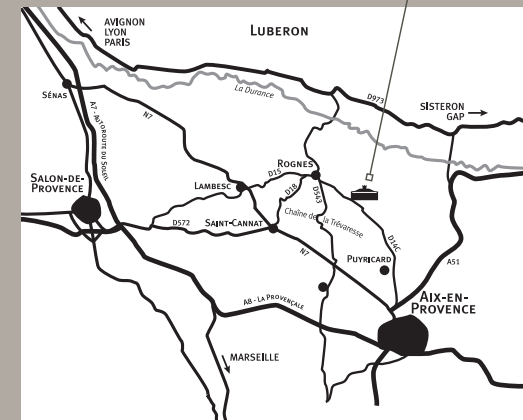 AVIGNON
LYON
PARIS
LUBERON
La Durance
D973
SISTERON
GAP
SÉNAS
A7 - AUTOROUTE DU SOLEIL
N7
ROGNES
D15
LAMBESC
D18
D543
SALON-DE-
PROVENCE
D572
SAINT-CANNAT
Chaîne de la Trévaresse
D14C
PUYRICARD
N7
A51
AIX-EN-
PROVENCE
A8 - LA PROVENÇALE
MARSEILLE